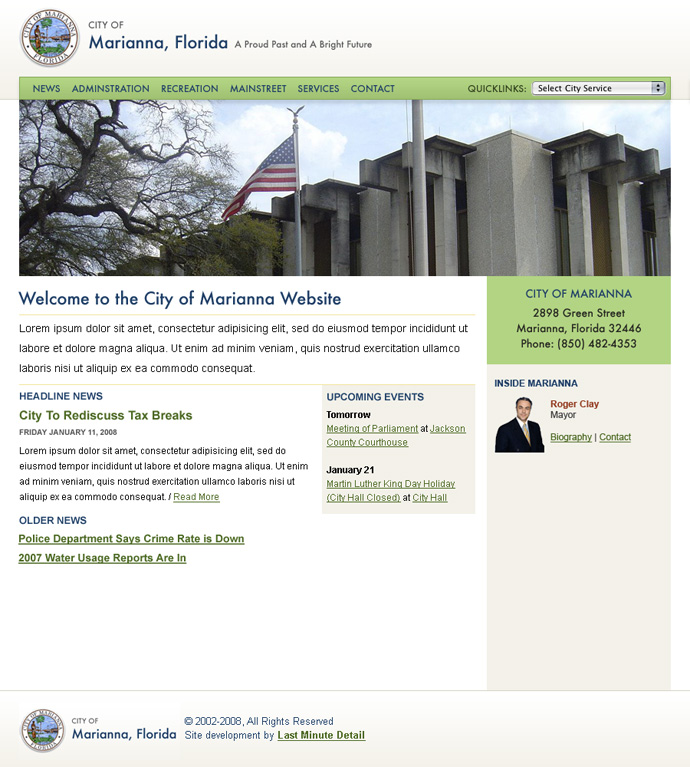 CITY OF MARIANNA
FLORIDA
CITY OF
Marianna, Florida A Proud Past and A Bright Future
NEWS ADMINSTRATION RECREATION MAINSTREET SERVICES CONTACT QUICKLINKS: Select City Service
Welcome to the City of Marianna Website
Lorem ipsum dolor sit amet, consectetur adipisicing elit, sed do eiusmod tempor incididunt ut
labore et dolore magna aliqua. Ut enim ad minim veniam, quis nostrud exercitation ullamco
laboris nisi ut aliquip ex ea commodo consequat.
HEADLINE NEWS
City To Rediscuss Tax Breaks
FRIDAY JANUARY 11, 2008
Lorem ipsum dolor sit amet, consectetur adipisicing elit, sed do
eiusmod tempor incididunt ut labore et dolore magna aliqua. Ut enim
ad minim veniam, quis nostrud exercitation ullamco laboris nisi ut
aliquip ex ea commodo consequat. / Read More
OLDER NEWS
Police Department Says Crime Rate is Down
2007 Water Usage Reports Are In
UPCOMING EVENTS
Tomorrow
Meeting of Parliament at Jackson
County Courthouse
January 21
Martin Luther King Day Holiday
(City Hall Closed) at City Hall
CITY OF MARIANNA
2898 Green Street
Marianna, Florida 32446
Phone: (850) 482-4353
INSIDE MARIANNA
Roger Clay
Mayor
Biography | Contact
CITY OF MARIANNA
FLORIDA
CITY OF
Marianna, Florida
© 2002-2008, All Rights Reserved
Site development by Last Minute Detail